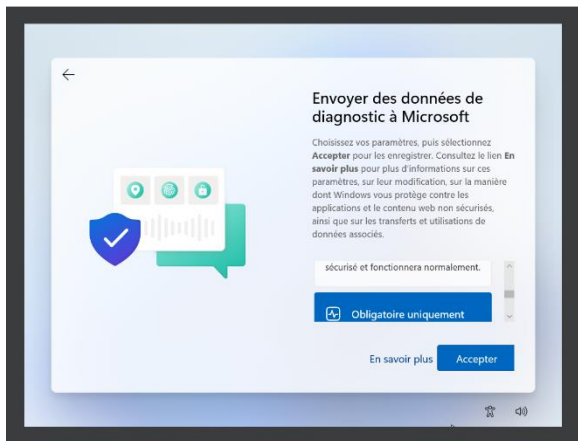 Envoyer des données de
diagnostic à Microsoft
Choisissez vos paramètres, puis sélectionnez
Accepter pour les enregistrer. Consultez le lien En
savoir plus pour plus d'informations sur ces
paramètres, sur leur modification, sur la manière
dont Windows vous protège contre les
applications et le contenu web non sécurisés,
ainsi que sur les transferts et utilisations de
données associés.
sécurisé et fonctionnera normalement.
Obligatoire uniquement
En savoir plus
Accepter